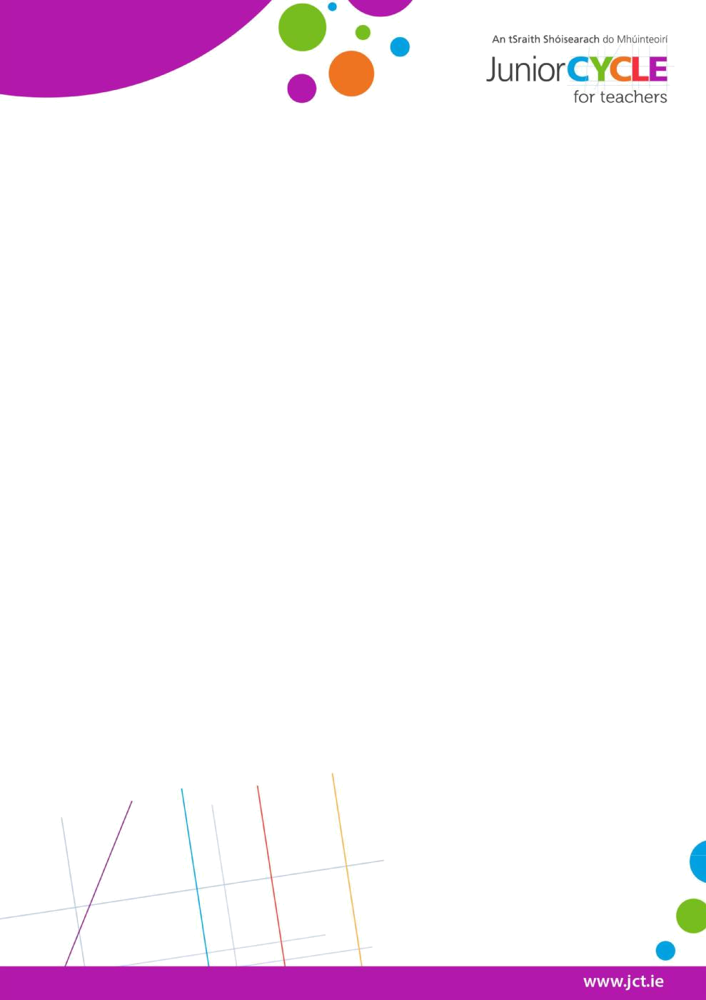 An tSraith Shóisearach do Mhúinteoirí
JuniorCYCLE
for teachers
www.jct.ie